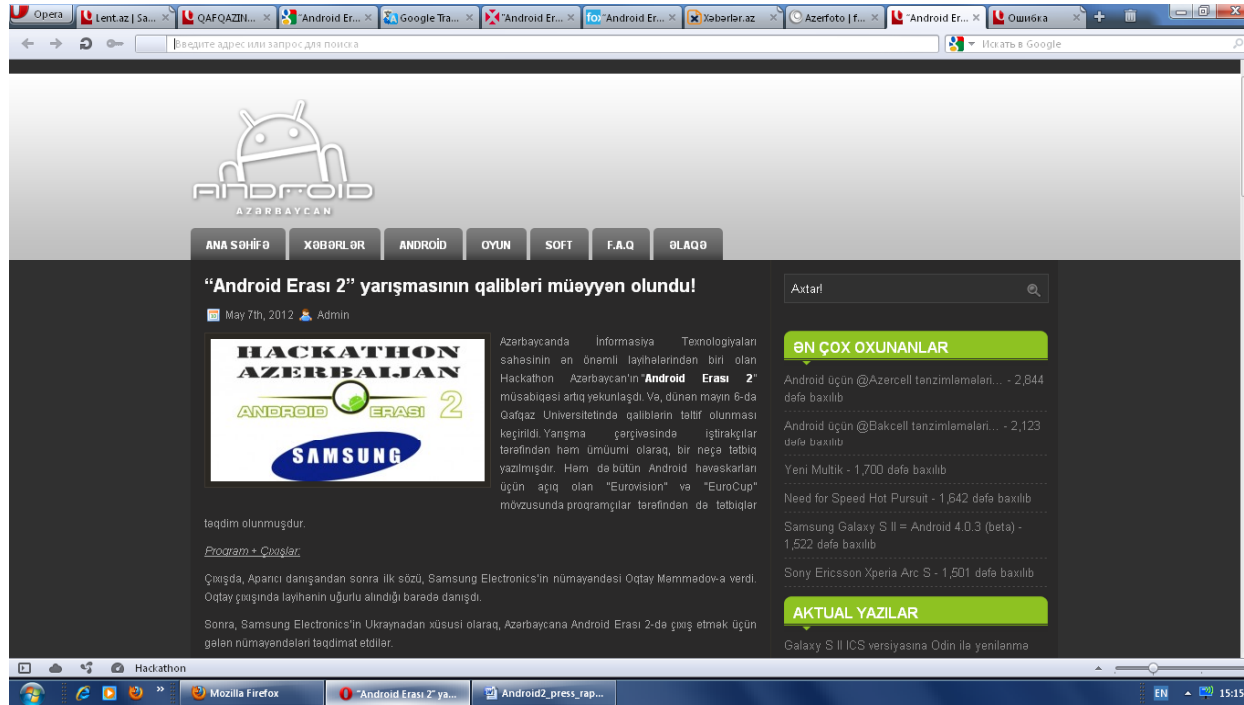 Opera
Lent.az | Sa...
QAFQAZIN...
"Android Er...
Google Tra...
"Android Er...
"Android Er...
Xəbərlər.az
Azerfoto | f...
"Android Er...
Ошибка
Введите адрес или запрос для поиска
Искать в Google
ANDROID
AZƏRBAYCAN
ANA SƏHİFƏ
XƏBƏRLƏR
ANDROİD
OYUN
SOFT
F.A.Q
ƏLAQƏ
“Android Erası 2” yarışmasının qalibləri müəyyən olundu!
May 7th, 2012 Admin
HACKATHON
AZERBAIJAN
ANDROID ERASI 2
SAMSUNG
Azərbaycanda İnformasiya Texnologiyaları
sahəsinin ən önəmli layihələrindən biri olan
Hackathon Azərbaycan'ın "Android Erası 2"
müsabiqəsi artıq yekunlaşdı. Və, dünən mayın 6-da
Qafqaz Universitetində qaliblərin təltif olunması
keçirildi. Yarışma çərçivəsində iştirakçılar
tərəfindən həm ümüumi olaraq, bir neçə tətbiq
yazılmışdır. Həm də bütün Android həvəskarları
üçün açıq olan "Eurovision" və "EuroCup"
mövzusunda proqramçılar tərəfindən də tətbiqlər
təqdim olunmuşdur.
Program + Çıxışlar:
Çıxışda, Aparıcı danışandan sonra ilk sözü, Samsung Electronics'in nümayəndəsi Oqtay Məmmədov-a verdi.
Oqtay çıxışında layihənin uğurlu alındığı barədə danışdı.
Sonra, Samsung Electronics'in Ukraynadan xüsusi olaraq, Azərbaycana Android Erası 2-də çıxış etmək üçün
gələn nümayəndələri təqdimat etdilər.
Axtar!
ƏN ÇOX OXUNANLAR
Android üçün @Azercell tənzimləmələri... - 2,844
dəfə baxılıb
Android üçün @Bakcell tənzimləmələri... - 2,123
dəfə baxılıb
Yeni Multik - 1,700 dəfə baxılıb
Need for Speed Hot Pursuit - 1,642 dəfə baxılıb
Samsung Galaxy S II = Android 4.0.3 (beta) -
1,522 dəfə baxılıb
Sony Ericsson Xperia Arc S - 1,501 dəfə baxılıb
AKTUAL YAZILAR
Galaxy S II ICS versiyasına Odin ilə yenilənmə
Hackathon
Mozilla Firefox
"Android Erası 2" ya...
Android2_press_rap...
EN
15:15